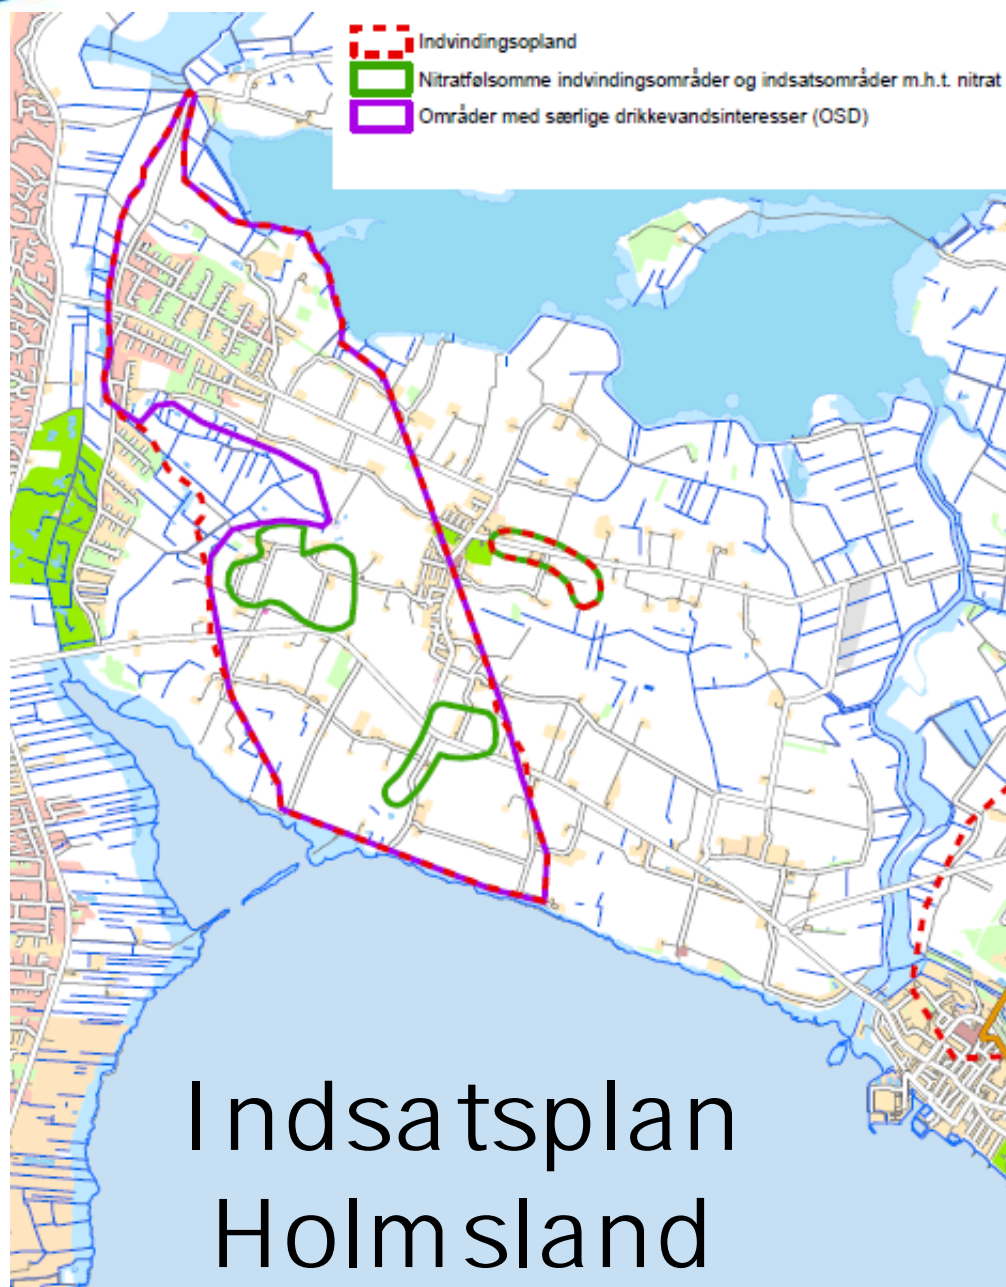 Indvindingsopland
Nitratfølsomme indvindingsområder og indsatsområder m.h.t. nitrat
Områder med særlige drikkevandsinteresser (OSD)
Indsatsplan
Holmsland